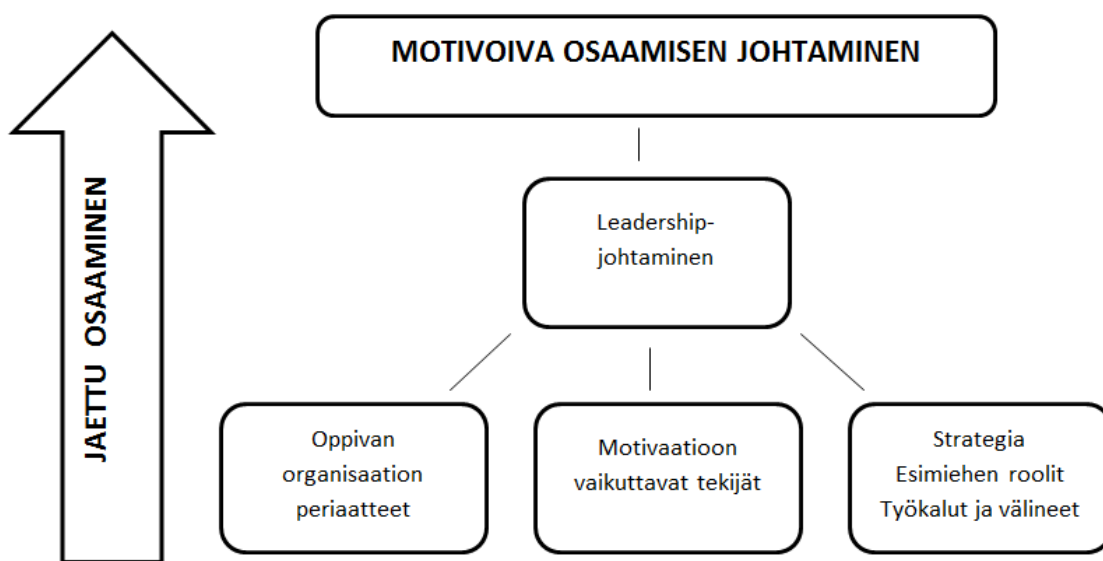 MOTIVOIVA OSAAMISEN JOHTAMINEN
JAETTU OSAAMINEN
Leadership-
johtaminen
Oppivan
organisaation
periaatteet
Motivaatioon
vaikuttavat tekijät
Strategia
Esimiehen roolit
Työkalut ja välineet